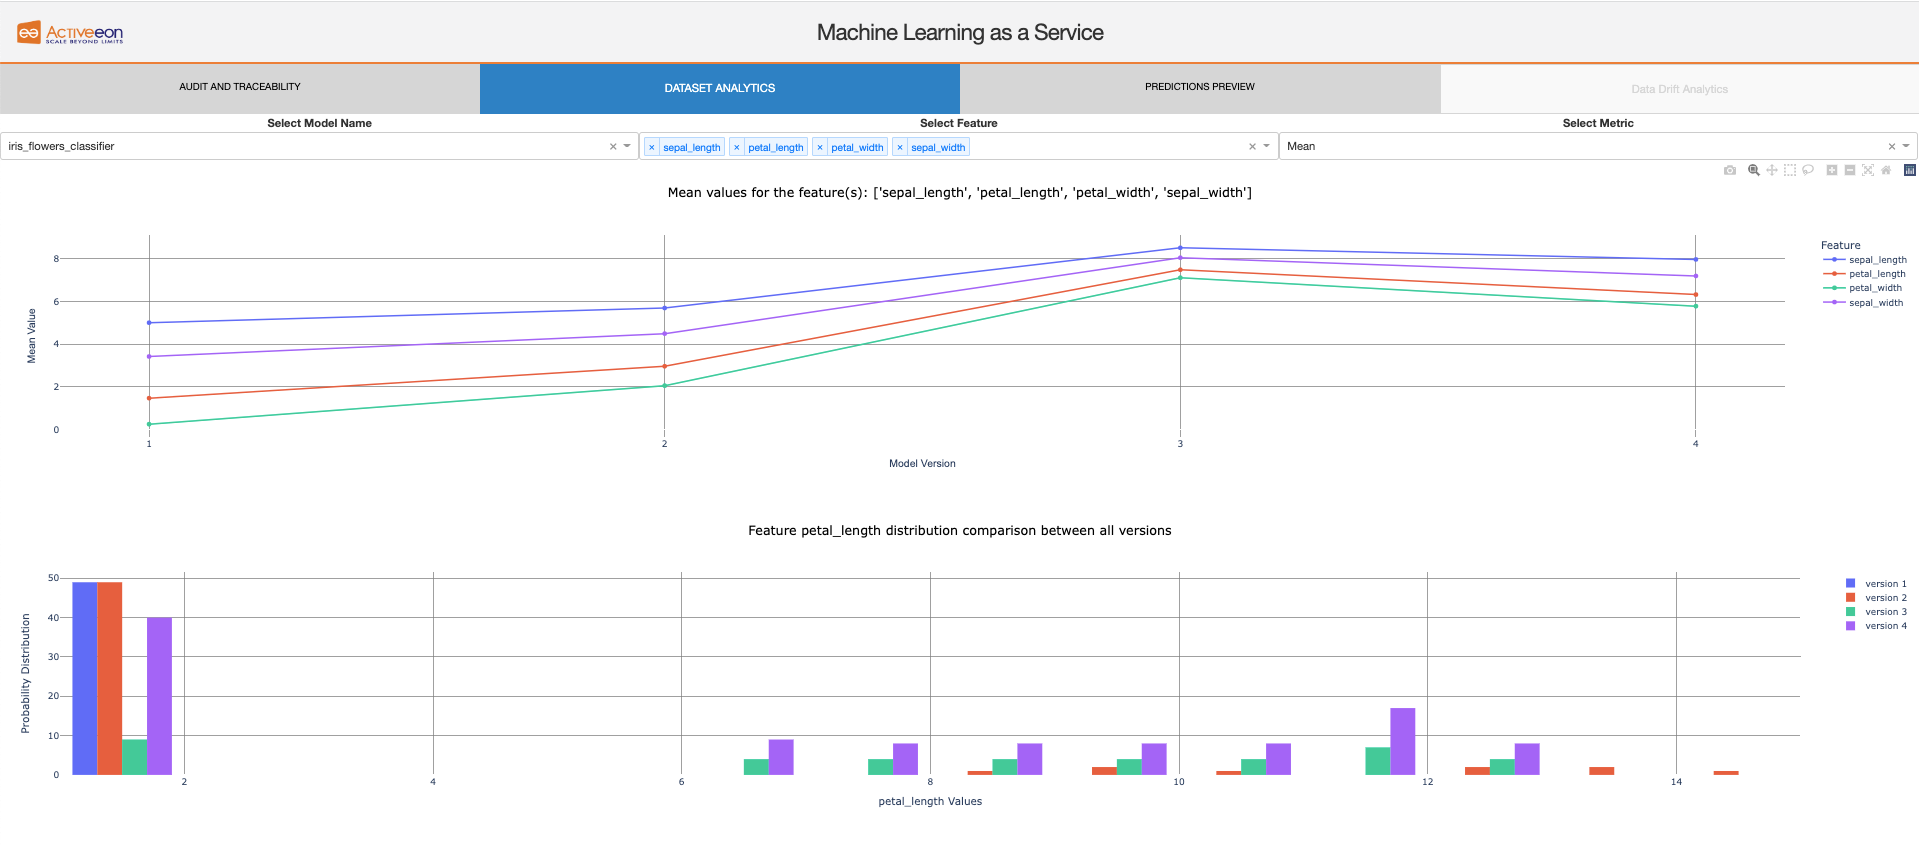 ee Activeeon
SCALE BEYOND LIMITS
Machine Learning as a Service
AUDIT AND TRACEABILITY
DATASET ANALYTICS
PREDICTIONS PREVIEW
Data Drift Analytics
Select Model Name
Select Feature
Select Metric
iris_flowers_classifier × × sepal_length × petal_length × petal_width × sepal_width × Mean ×
Mean values for the feature(s): ['sepal_length', 'petal_length', 'petal_width', 'sepal_width']
Mean Value
8
6
4
2
0
1 2 3 4
Model Version
Feature
sepal_length
petal_length
petal_width
sepal_width
Feature petal_length distribution comparison between all versions
Probability Distribution
50
40
30
20
10
0
2 4 6 8 10 12 14
petal_length Values
version 1
version 2
version 3
version 4